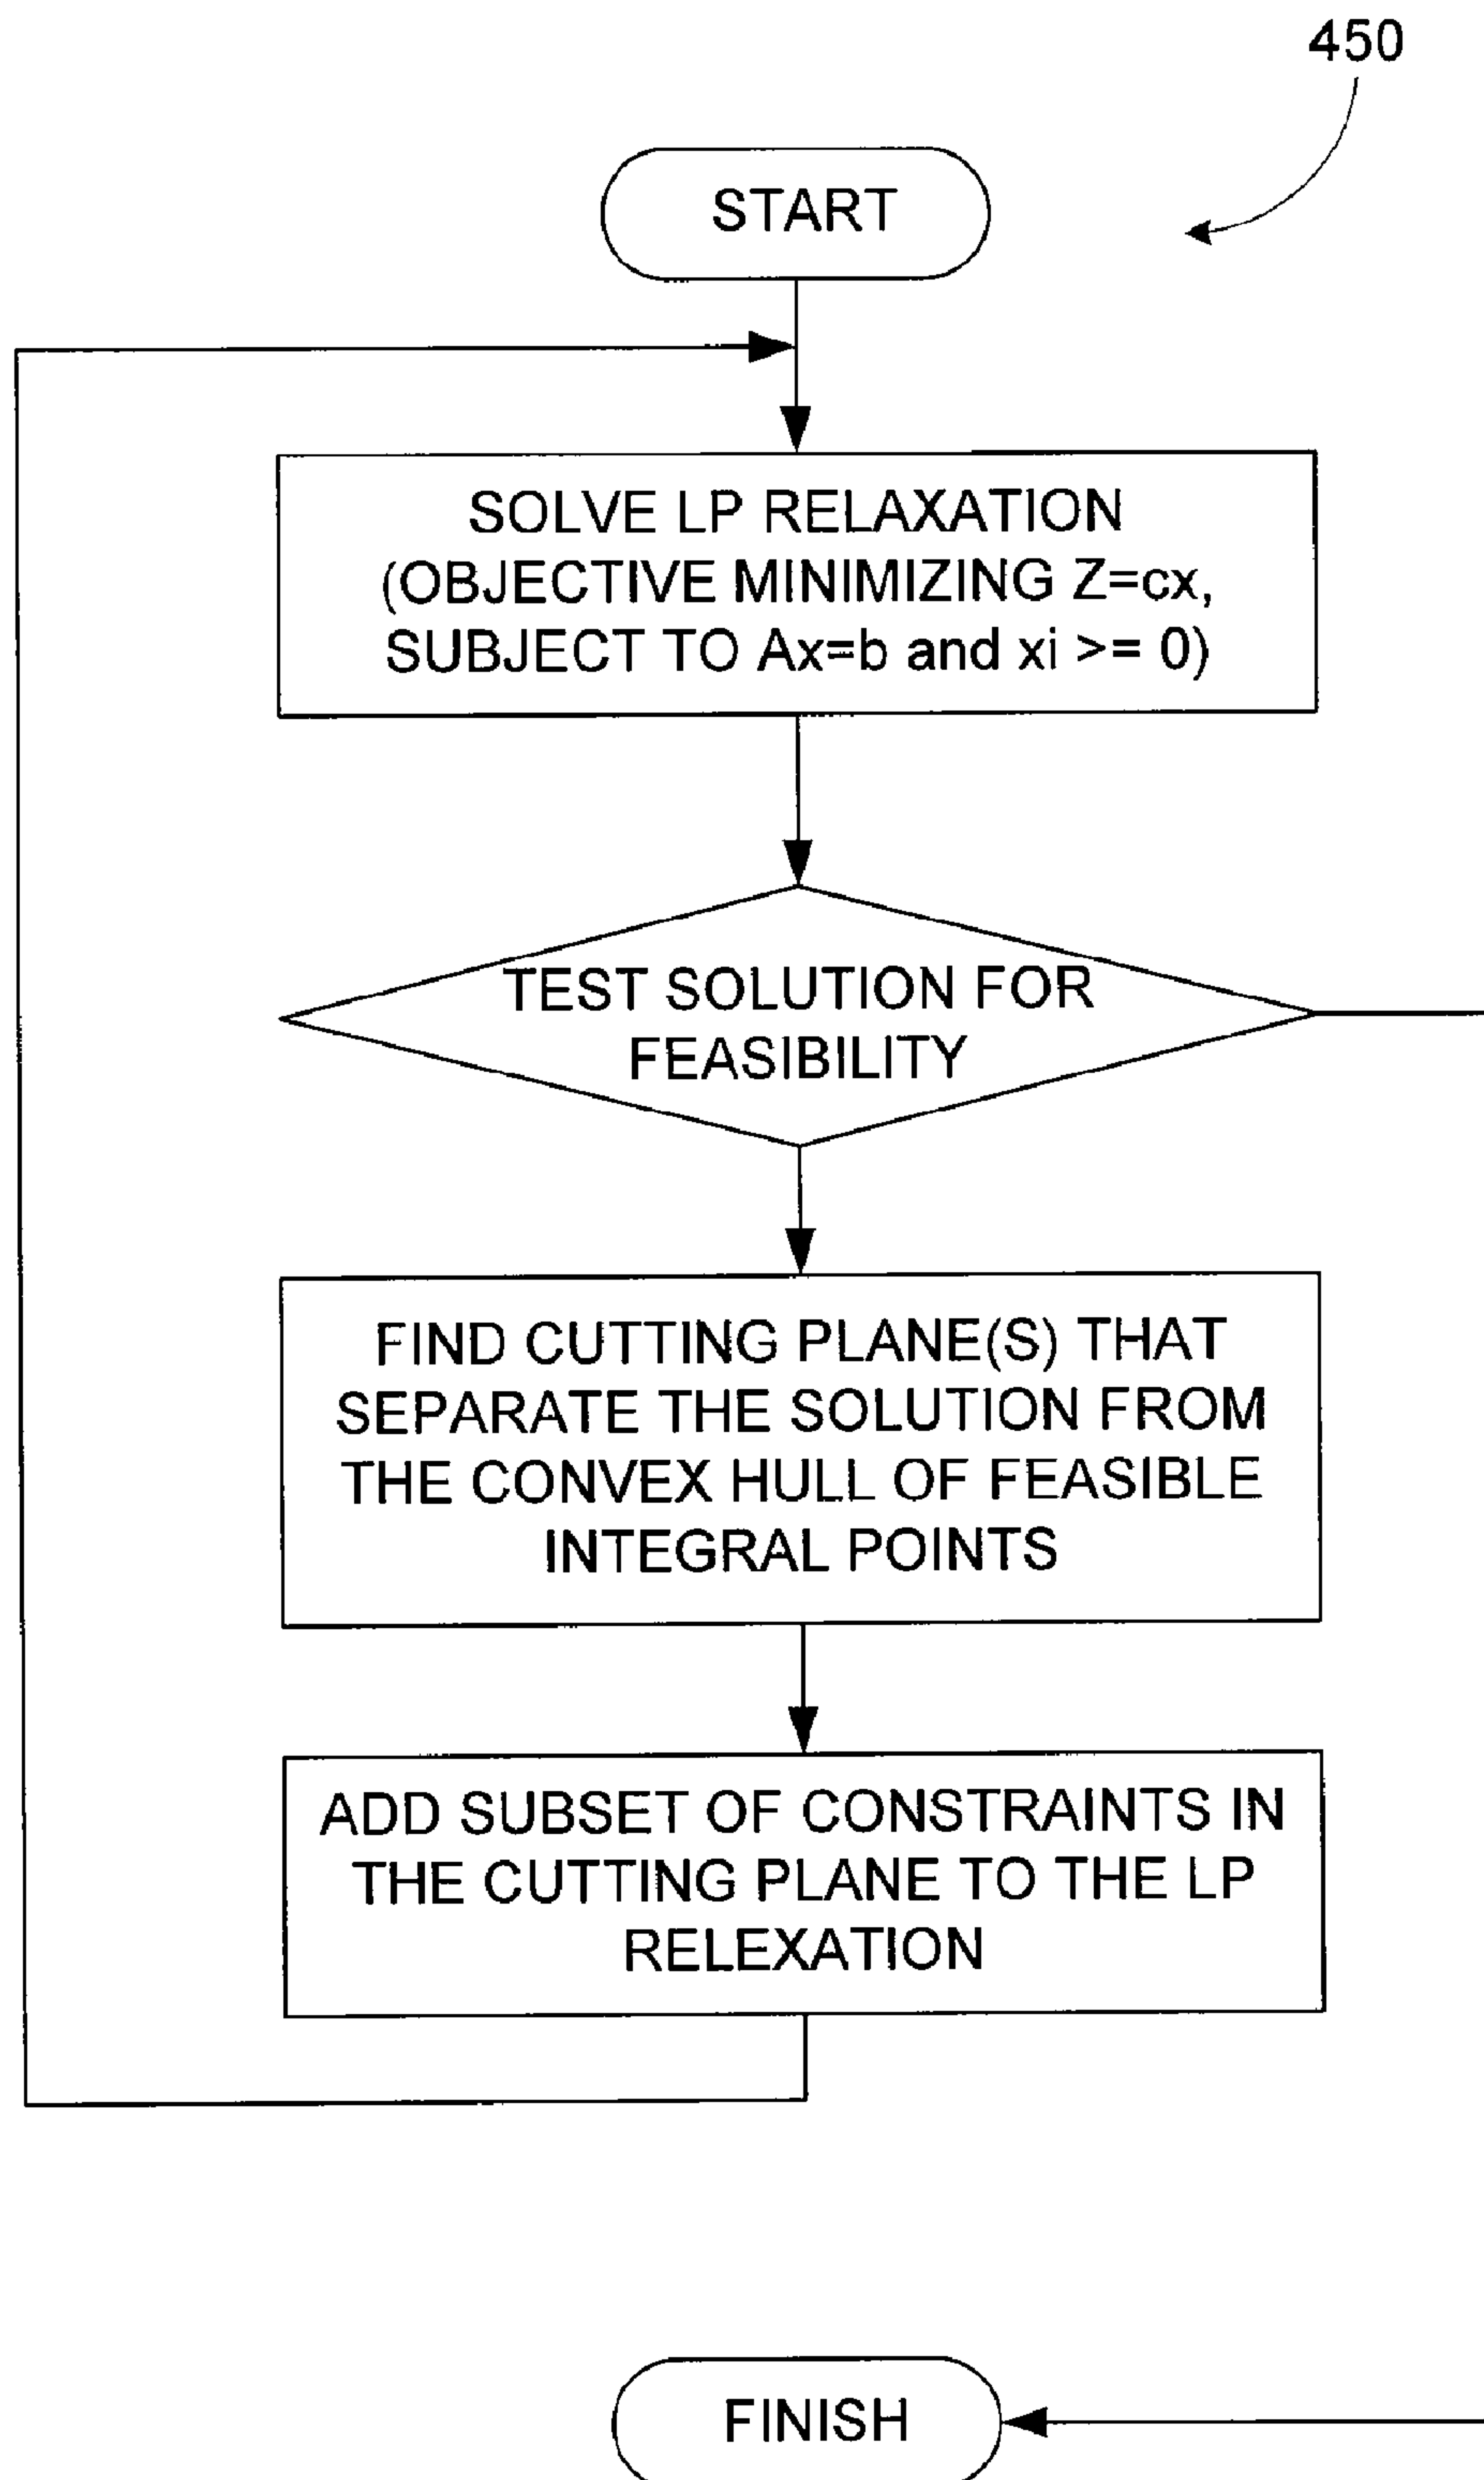 450
START
SOLVE LP RELAXATION
(OBJECTIVE MINIMIZING Z=cx,
SUBJECT TO Ax=b and xi >= 0)
TEST SOLUTION FOR
FEASIBILITY
FIND CUTTING PLANE(S) THAT
SEPARATE THE SOLUTION FROM
THE CONVEX HULL OF FEASIBLE
INTEGRAL POINTS
ADD SUBSET OF CONSTRAINTS IN
THE CUTTING PLANE TO THE LP
RELEXATION
FINISH